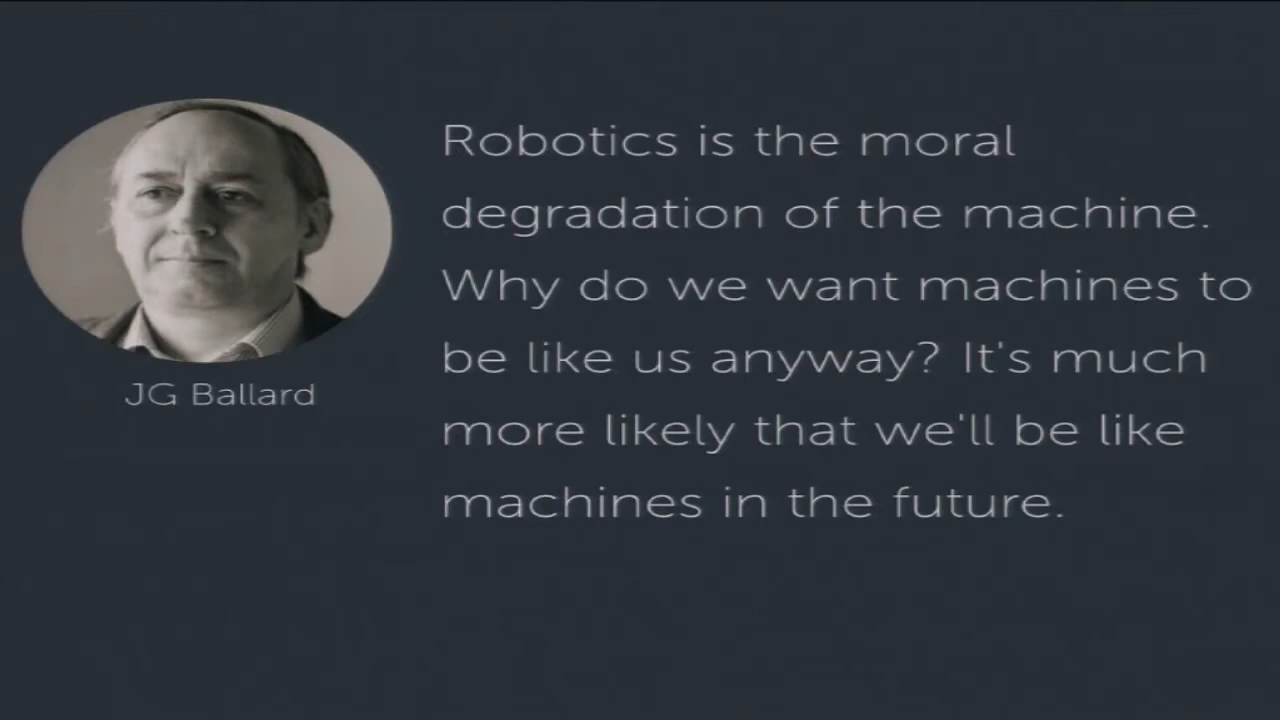 JG Ballard
Robotics is the moral
degradation of the machine.
Why do we want machines to
be like us anyway? It's much
more likely that we'll be like
machines in the future.